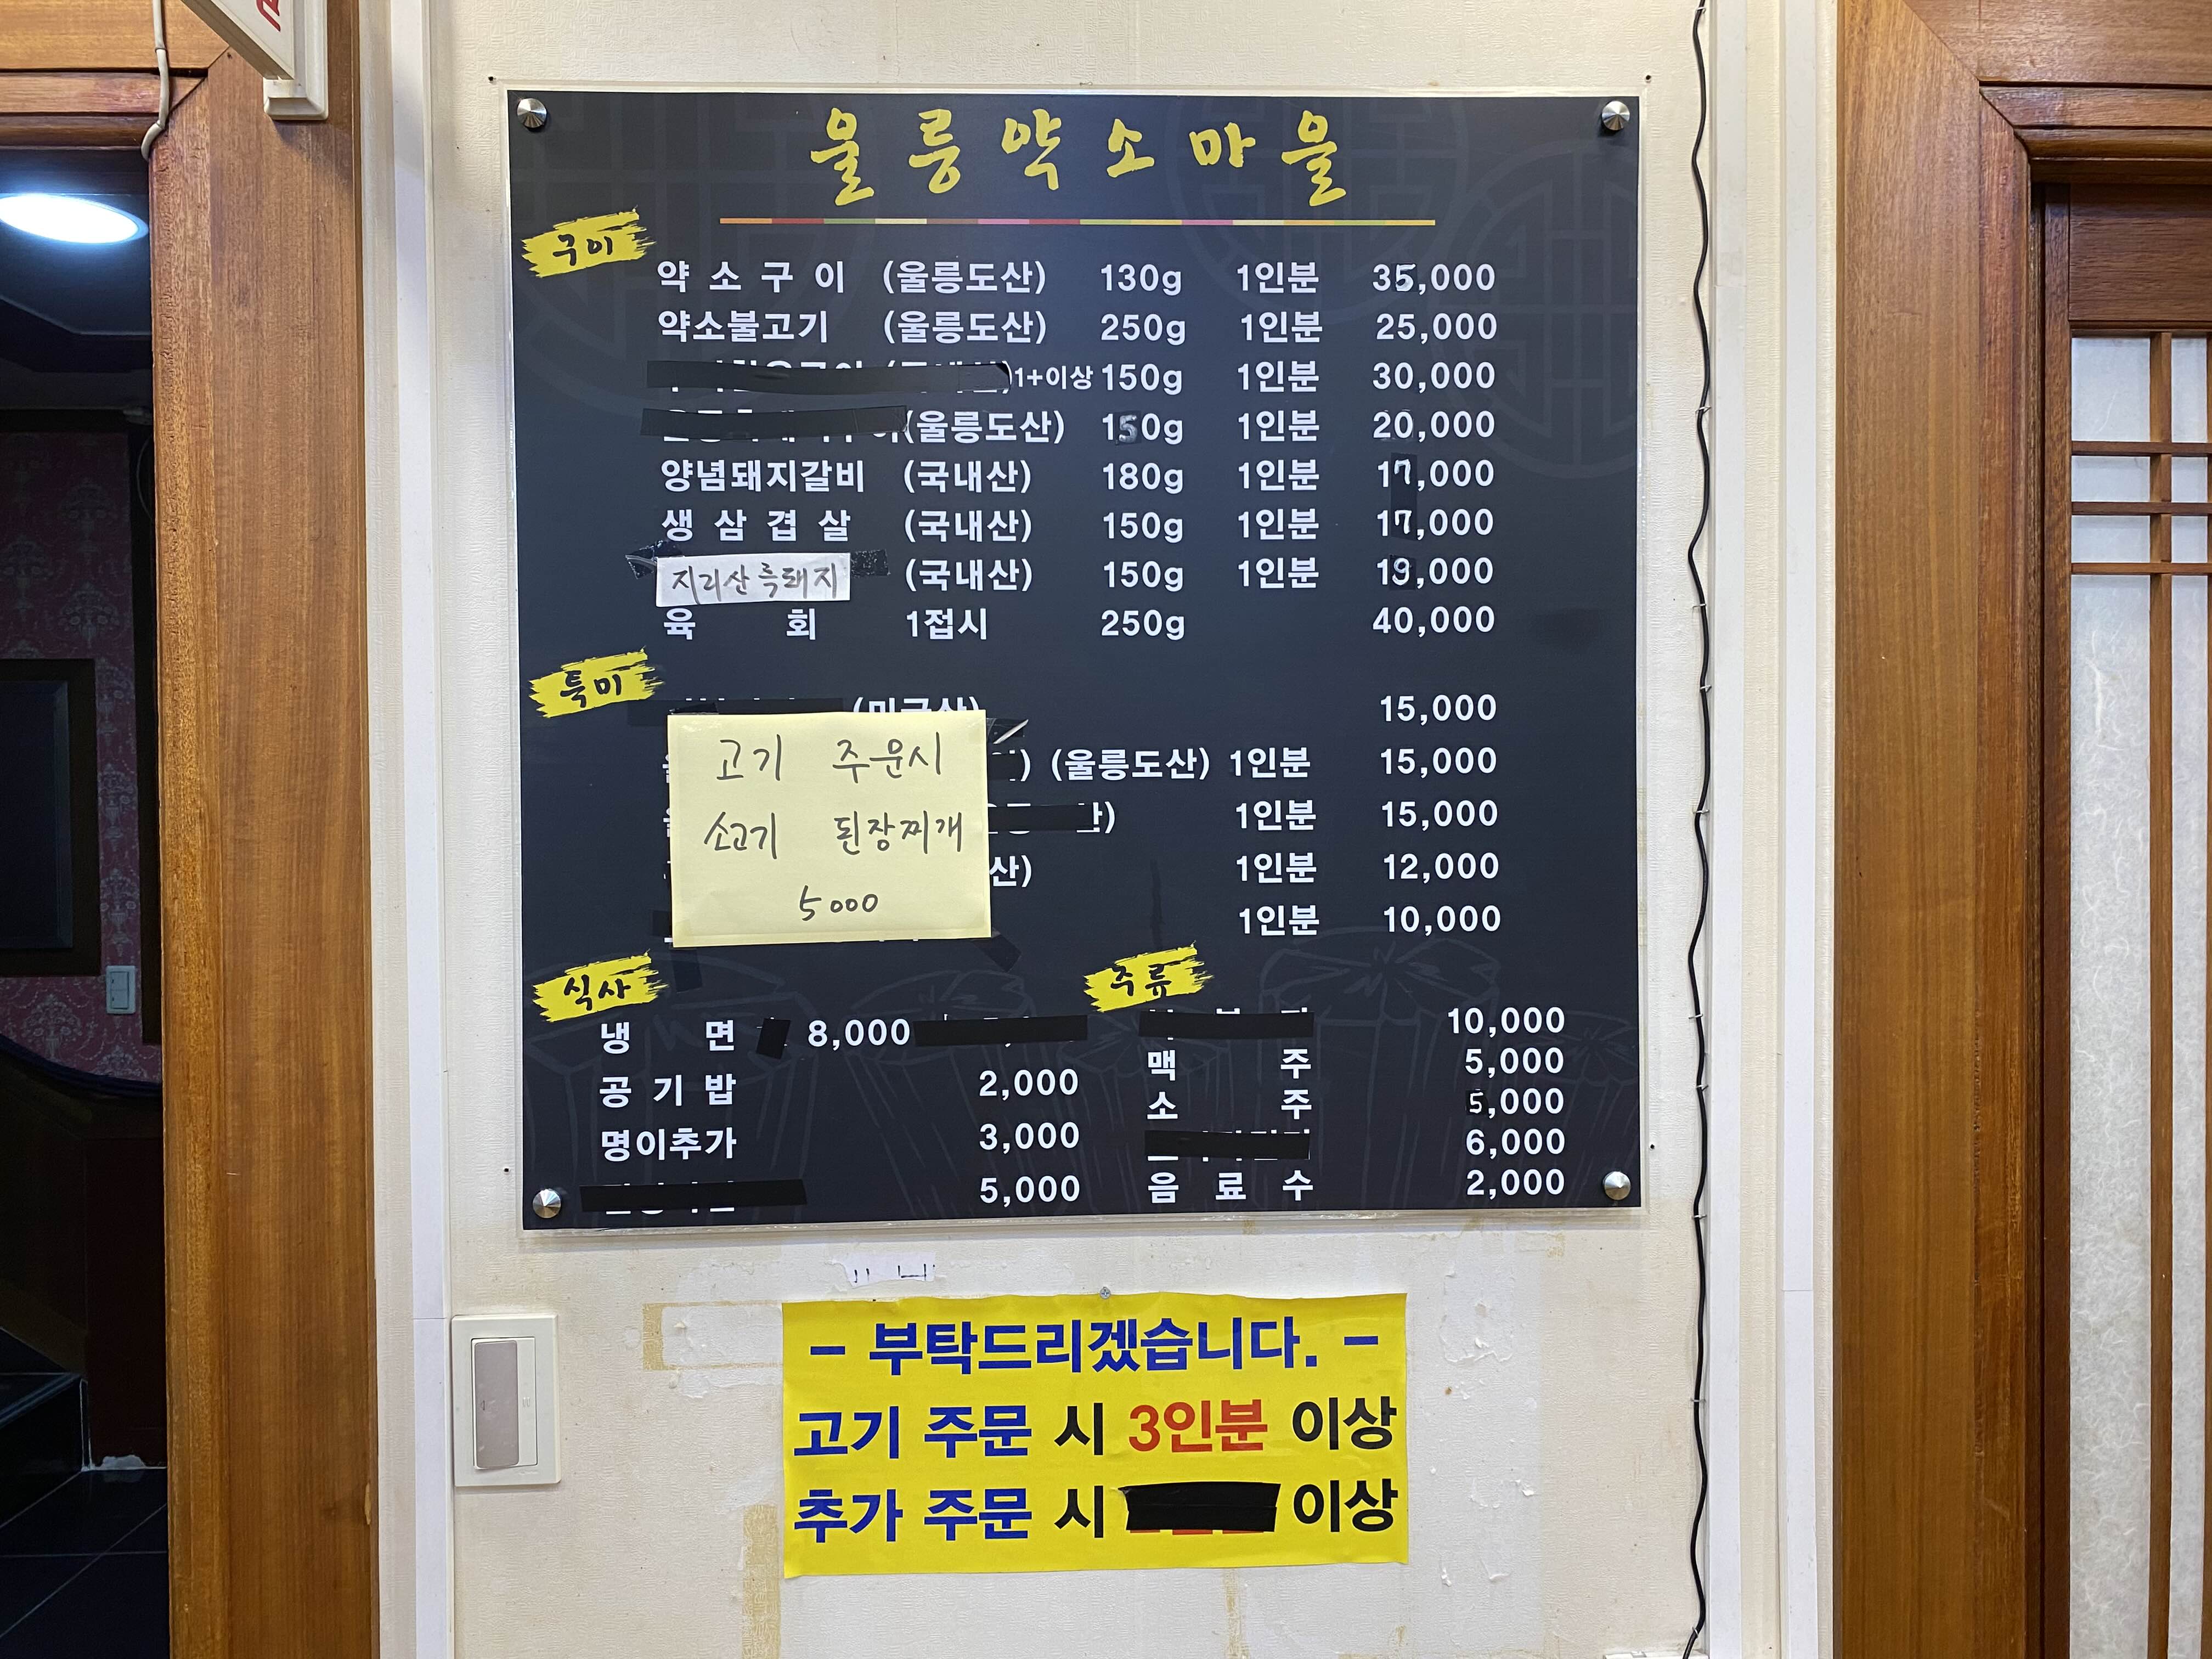 울릉약소마을
구이
약소구이 (울릉도산) 130g 1인분 35,000
약소불고기 (울릉도산) 250g 1인분 25,000
1+이상 150g 1인분 30,000
(울릉도산) 150g 1인분 20,000
양념돼지갈비 (국내산) 180g 1인분 17,000
생삼겹살 (국내산) 150g 1인분 17,000
지리산흑돼지 (국내산) 150g 1인분 19,000
육회 1접시 250g 40,000
특미
(미국산) 15,000
(울릉도산) 1인분 15,000
1인분 15,000
1인분 12,000
1인분 10,000
고기 주문시
소고기 된장찌개
5000
식사
냉면 8,000
공기밥 2,000
명이추가 3,000
5,000
주류
10,000
맥주 5,000
소주 5,000
6,000
음료수 2,000
- 부탁드리겠습니다. -
고기 주문 시 3인분 이상
추가 주문 시 이상